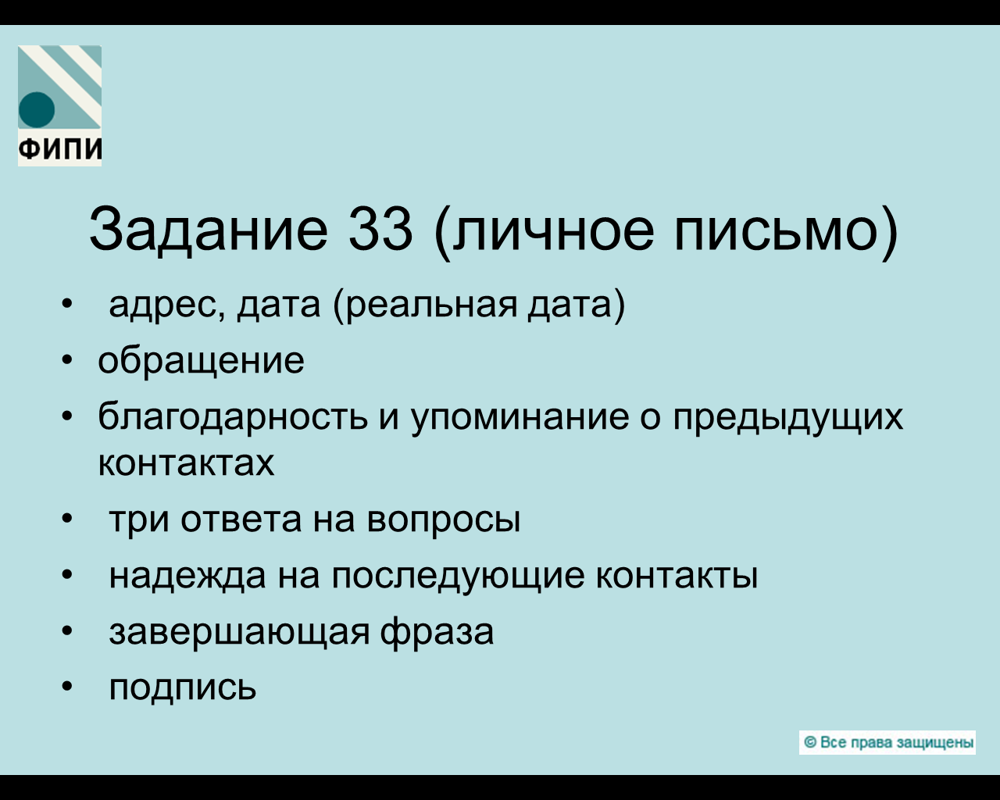 ФИПИ
Задание 33 (личное письмо)
• адрес, дата (реальная дата)
• обращение
• благодарность и упоминание о предыдущих
контактах
• три ответа на вопросы
• надежда на последующие контакты
• завершающая фраза
• подпись
© Все права защищены